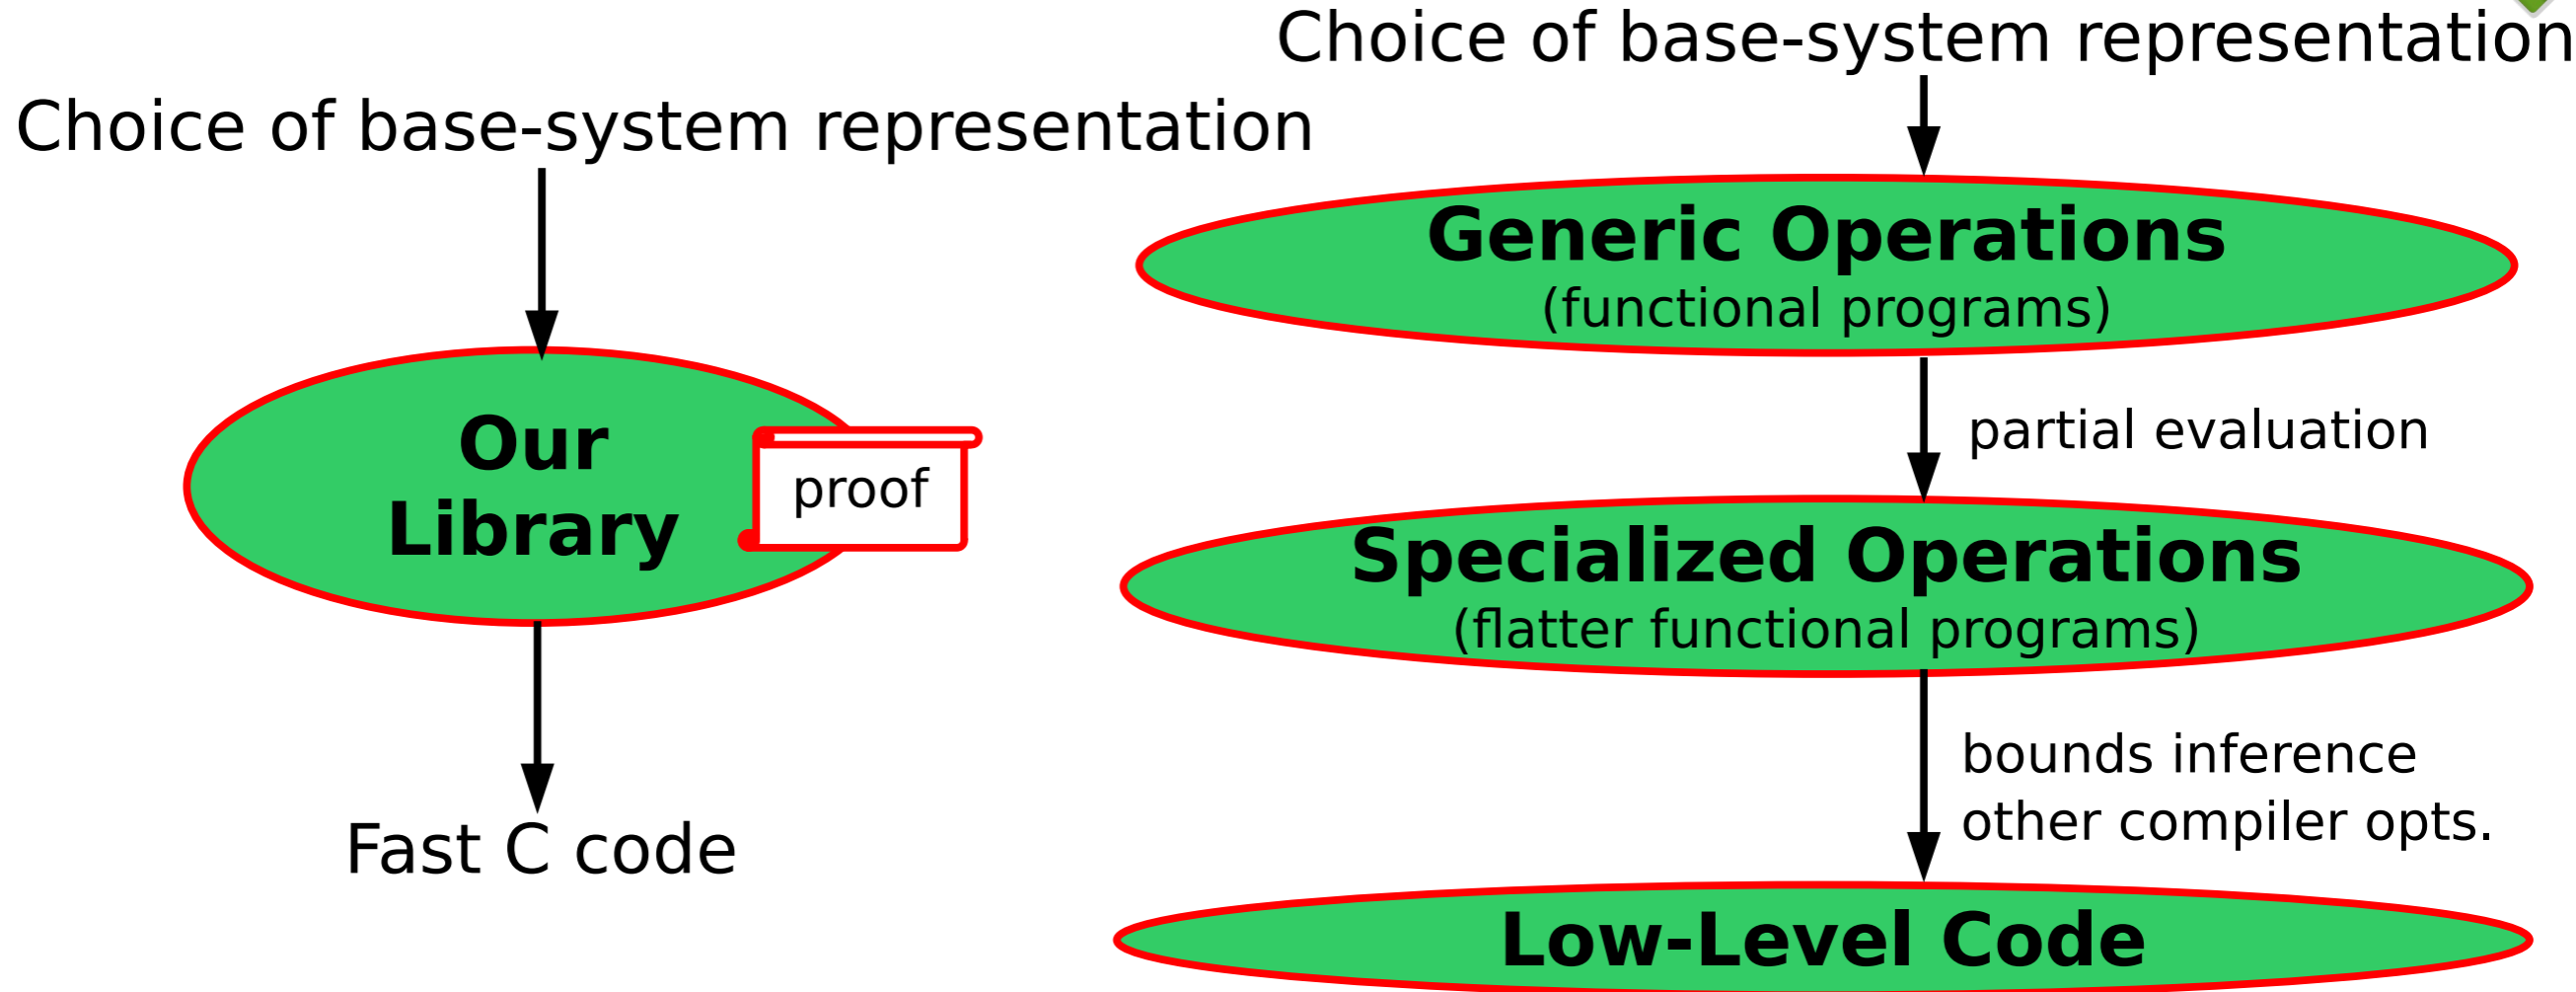 Choice of base-system representation
Our
Library
proof
Fast C code
Choice of base-system representation
Generic Operations
(functional programs)
partial evaluation
Specialized Operations
(flatter functional programs)
bounds inference
other compiler opts.
Low-Level Code